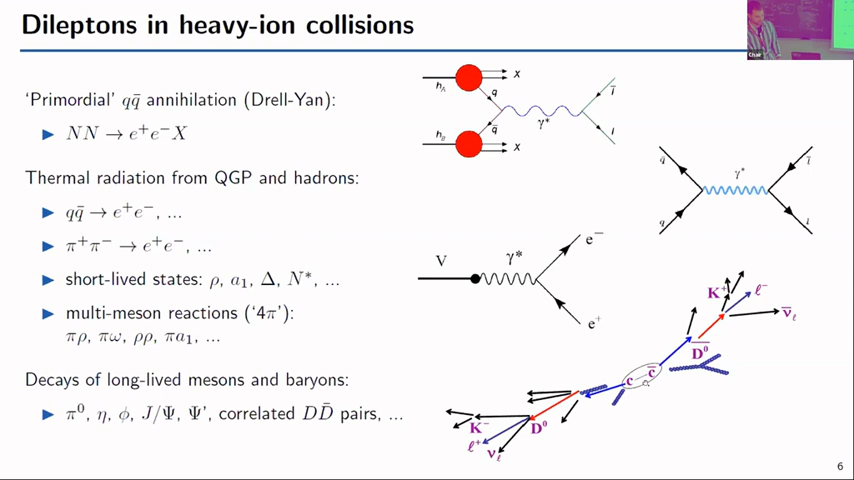 Dileptons in heavy-ion collisions
'Primordial' qq̄ annihilation (Drell-Yan):
▶ NN → e⁺e⁻X
Thermal radiation from QGP and hadrons:
▶ qq̄ → e⁺e⁻, ...
▶ π⁺π⁻ → e⁺e⁻, ...
▶ short-lived states: ρ, a₁, Δ, N*, ...
▶ multi-meson reactions ('4π'):
πρ, πω, ρρ, πa₁, ...
Decays of long-lived mesons and baryons:
▶ π⁰, η, ϕ, J/Ψ, Ψ', correlated DD̄ pairs, ...
h_A
X
q
q̄
γ*
l̄
l
h_B
X
q̄
γ*
l̄
q
l
V
γ*
e⁻
e⁺
K⁺
ℓ⁻
ν̄_ℓ
D̄⁰
c c̄
D⁰
K⁻
ℓ⁺
ν_ℓ
6